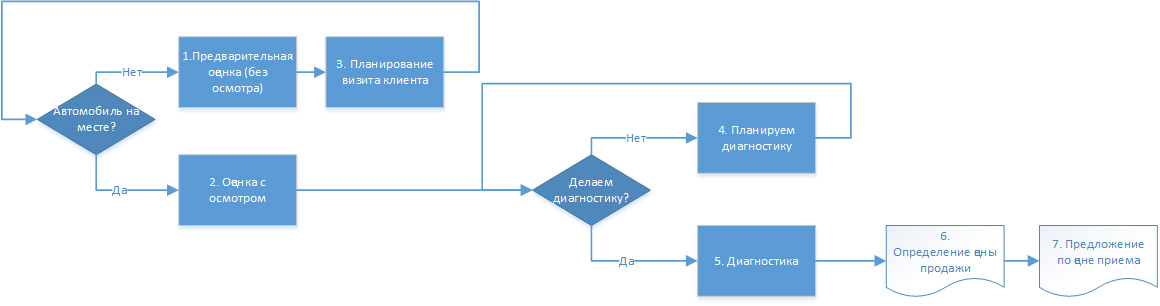 Автомобиль на
месте?
Нет
1.Предварительная
оценка (без
осмотра)
3. Планирование
визита клиента
Да
2. Оценка с
осмотром
Делаем
диагностику?
Нет
4. Планируем
диагностику
Да
5. Диагностика
6.
Определение цены
продажи
7. Предложение
по цене приема